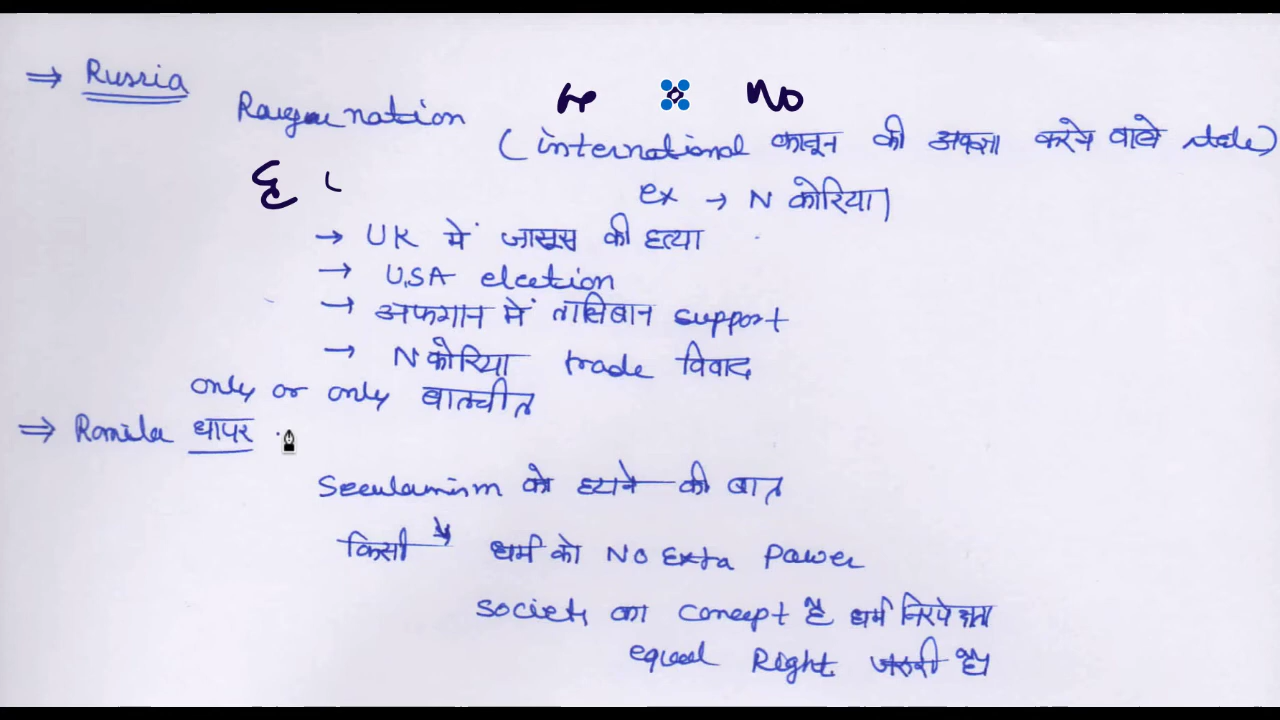 ⇒ Russia
no
Rougue nation
(international कानून की अवज्ञा करने वाले state)
ex → N कोरिया
→ UK में जासूस की हत्या
→ USA election
→ अफगान में तालिबान support
→ N कोरिया trade विवाद
only or only बातचीत
⇒ Romila थापर
Secularism को हटाने की बात
किसी धर्म को NO Exta Power
society का concept है धर्म निरपेक्षता
equal Right जरुरी है